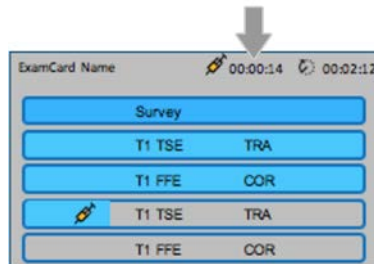 ExamCard Name 00:00:14 00:02:12
Survey
T1 TSE TRA
T1 FFE COR
T1 TSE TRA
T1 FFE COR